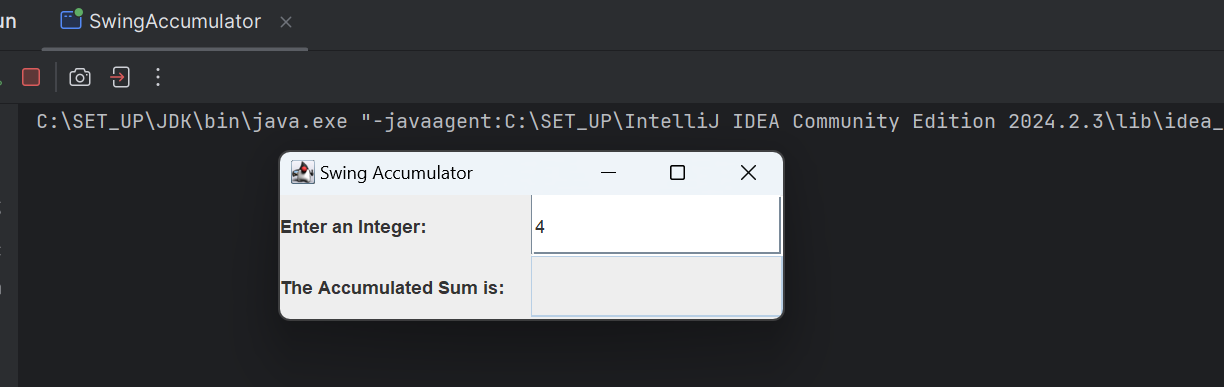 un SwingAccumulator
C:\SET_UP\JDK\bin\java.exe "-javaagent:C:\SET_UP\IntelliJ IDEA Community Edition 2024.2.3\lib\idea_
Swing Accumulator
Enter an Integer: 4
The Accumulated Sum is: